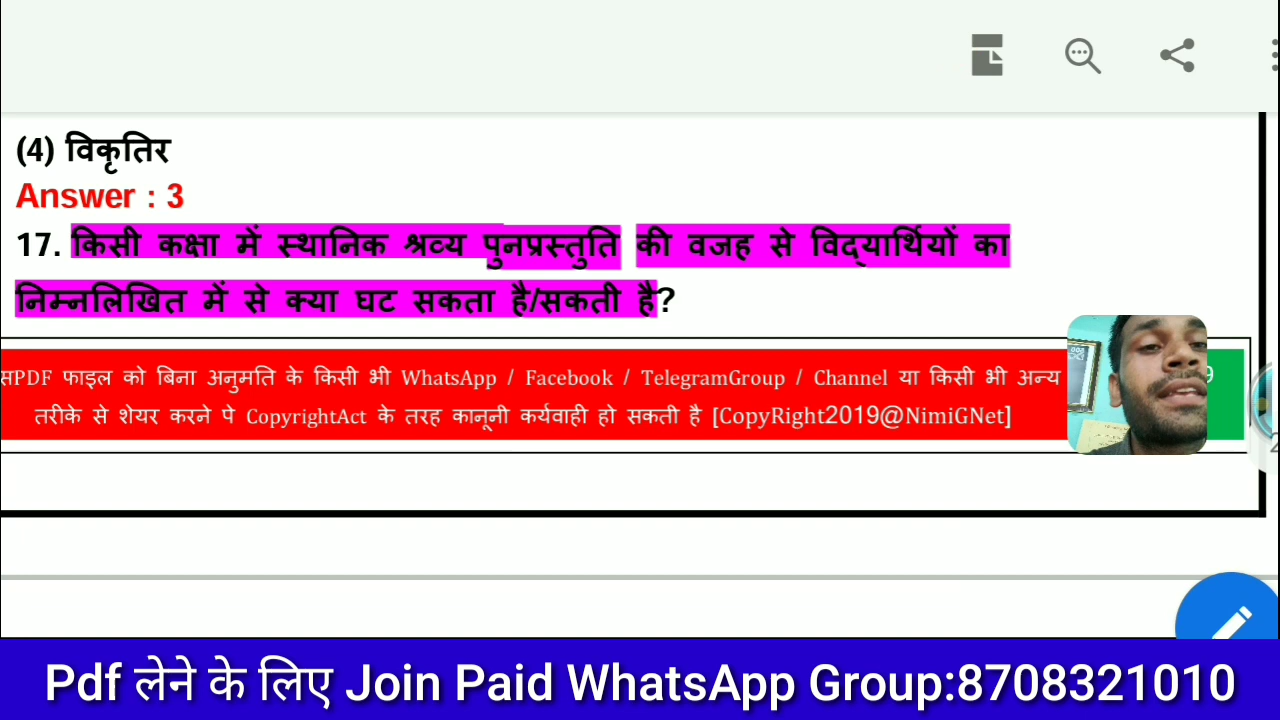 (4) विकृतिर
Answer : 3
17. किसी कक्षा में स्थानिक श्रव्य पुनप्रस्तुति की वजह से विद्यार्थियों का
निम्नलिखित में से क्या घट सकता है/सकती है?
सPDF फाइल को बिना अनुमति के किसी भी WhatsApp / Facebook / TelegramGroup / Channel या किसी भी अन्य
तरीके से शेयर करने पे CopyrightAct के तरह कानूनी कर्यवाही हो सकती है [CopyRight2019@NimiGNet]
9
Pdf लेने के लिए Join Paid WhatsApp Group:8708321010